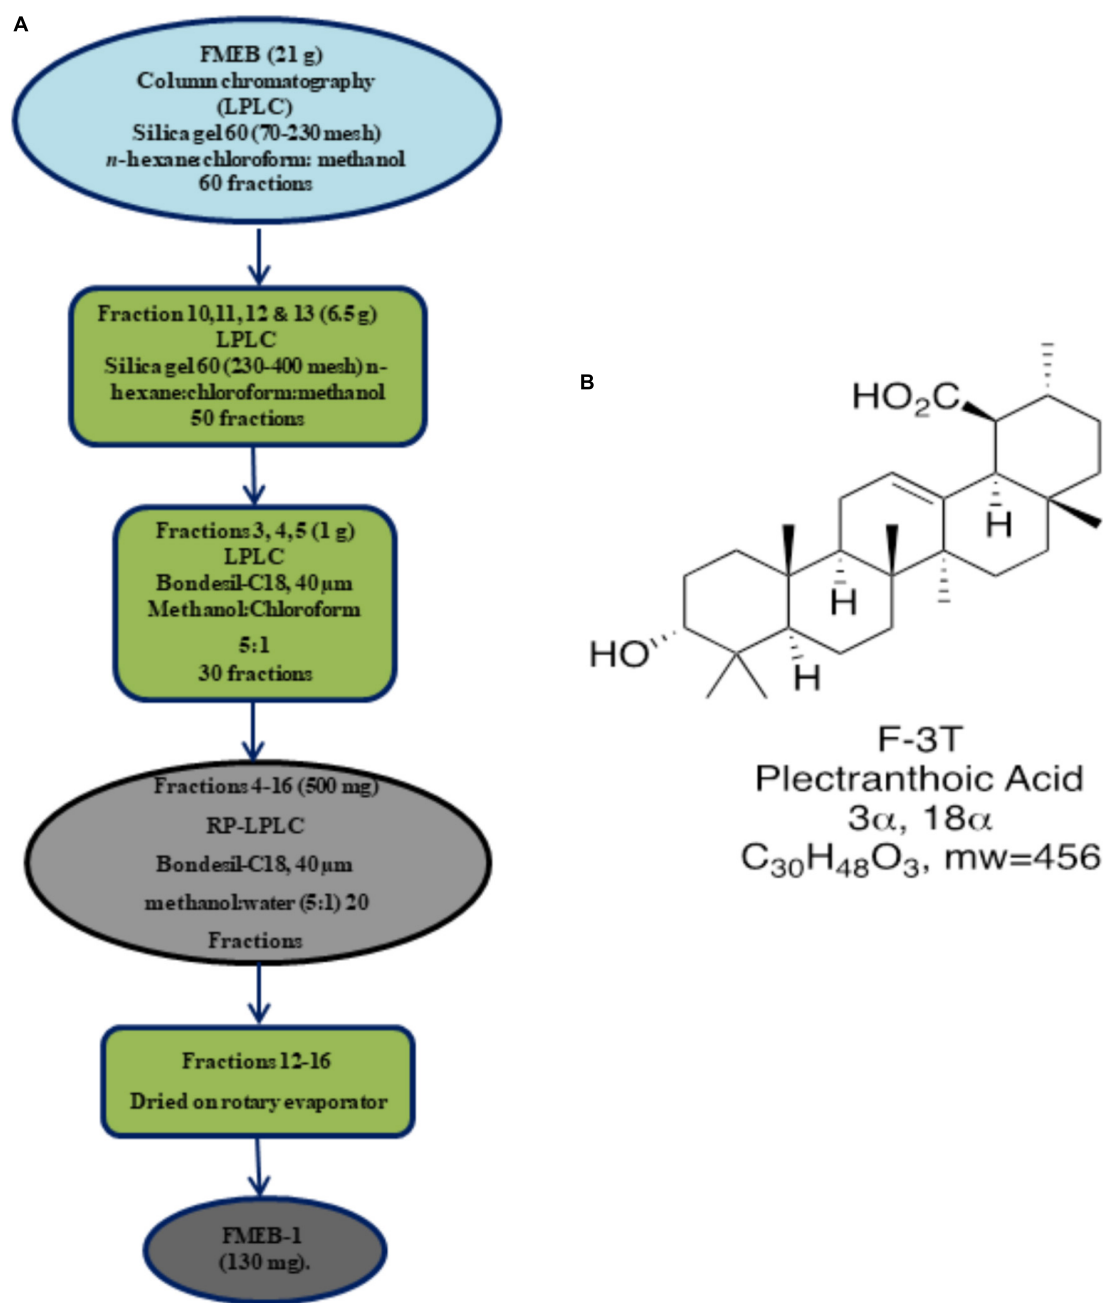 A
FMEB (21 g)
Column chromatography
(LPLC)
Silica gel 60 (70-230 mesh)
n-hexane:chloroform: methanol
60 fractions
Fraction 10,11, 12 & 13 (6.5 g)
LPLC
Silica gel 60 (230-400 mesh) n-
hexane:chloroform:methanol
50 fractions
Fractions 3, 4,5 (1 g)
LPLC
Bondesil-C18, 40 µm
Methanol:Chloroform
5:1
30 fractions
Fractions 4-16 (500 mg)
RP-LPLC
Bondesil-C18, 40 µm
methanol:water (5:1) 20
Fractions
Fractions 12-16
Dried on rotary evaporator
FMEB-1
(130 mg).
B
HO₂C
H
H
HO
H
F-3T
Plectranthoic Acid
3α, 18α
C₃₀H₄₈O₃, mw=456